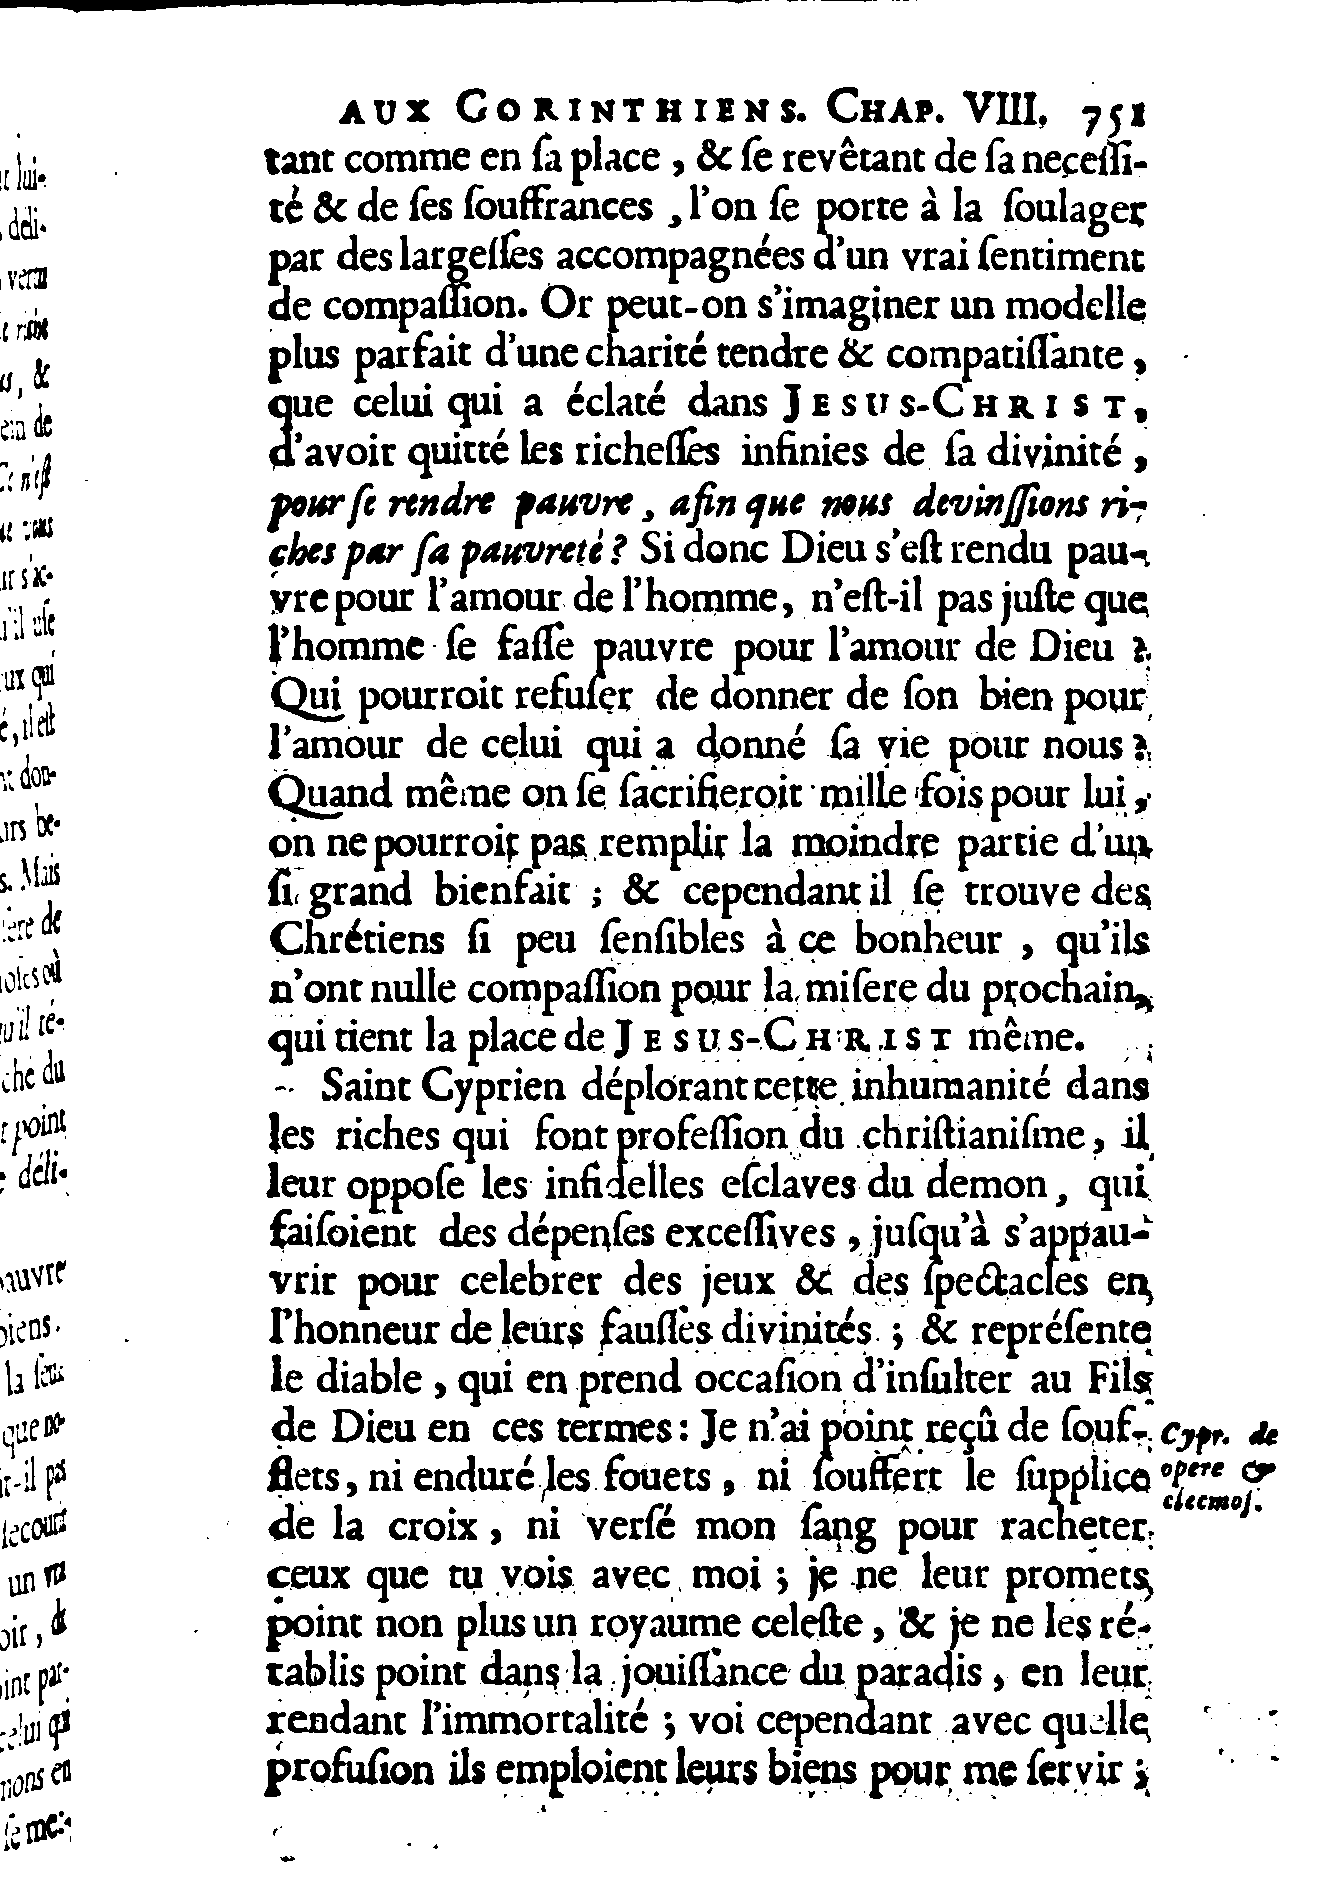 AUX CORINTHIENS. CHAP. VIII. 751
tant comme en ſa place, & ſe revêtant de ſa neceſſi-
té & de ſes ſouffrances, l'on ſe porte à la ſoulager
par des largeſſes accompagnées d'un vrai ſentiment
de compaſſion. Or peut-on s'imaginer un modelle
plus parfait d'une charité tendre & compatiſſante,
que celui qui a éclaté dans JESUS-CHRIST,
d'avoir quitté les richeſſes infinies de ſa divinité,
pour ſe rendre pauvre, afin que nous devinſſions ri-
ches par ſa pauvreté? Si donc Dieu s'eſt rendu pau-
vre pour l'amour de l'homme, n'eſt-il pas juſte que
l'homme ſe faſſe pauvre pour l'amour de Dieu?
Qui pourroit refuſer de donner de ſon bien pour
l'amour de celui qui a donné ſa vie pour nous?
Quand même on ſe ſacrifieroit mille fois pour lui,
on ne pourroit pas remplir la moindre partie d'un
ſi grand bienfait; & cependant il ſe trouve des
Chrétiens ſi peu ſenſibles à ce bonheur, qu'ils
n'ont nulle compaſſion pour la miſere du prochain,
qui tient la place de JESUS-CHRIST même.
Saint Cyprien déplorant cette inhumanité dans
les riches qui font profeſſion du chriſtianiſme, il
leur oppoſe les infidelles eſclaves du demon, qui
faiſoient des dépenſes exceſſives, juſqu'à s'appau-
vrir pour celebrer des jeux & des ſpectacles en
l'honneur de leurs fauſſes divinités; & repréſente
le diable, qui en prend occaſion d'inſulter au Fils
de Dieu en ces termes: Je n'ai point reçû de ſouf-
flets, ni enduré les fouets, ni ſouffert le ſupplice
de la croix, ni verſé mon ſang pour racheter
ceux que tu vois avec moi; je ne leur promets
point non plus un royaume celeſte, & je ne les ré-
tablis point dans la jouiſſance du paradis, en leur
rendant l'immortalité; voi cependant avec quelle
profuſion ils emploient leurs biens pour me ſervir;
Cypr. de
opere &
eleemoſ.